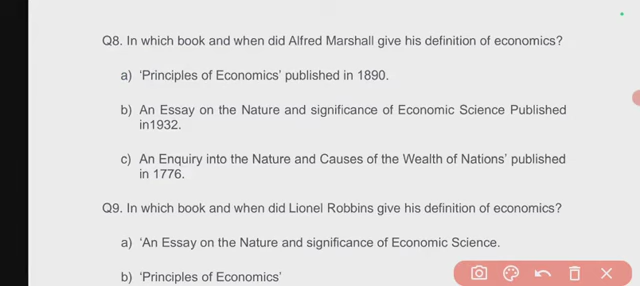 Q8. In which book and when did Alfred Marshall give his definition of economics?
a) 'Principles of Economics' published in 1890.
b) An Essay on the Nature and significance of Economic Science Published
in1932.
c) An Enquiry into the Nature and Causes of the Wealth of Nations' published
in 1776.
Q9. In which book and when did Lionel Robbins give his definition of economics?
a) 'An Essay on the Nature and significance of Economic Science.
b) 'Principles of Economics'